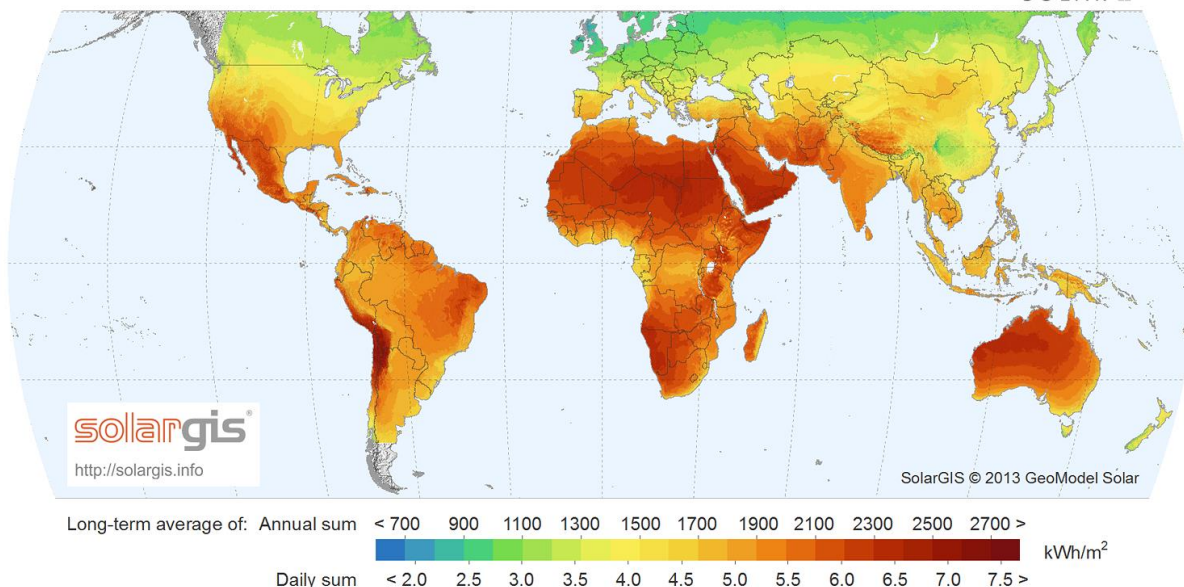 solargis®
http://solargis.info
SolarGIS © 2013 GeoModel Solar
Long-term average of: Annual sum < 700 900 1100 1300 1500 1700 1900 2100 2300 2500 2700 >
kWh/m²
Daily sum < 2.0 2.5 3.0 3.5 4.0 4.5 5.0 5.5 6.0 6.5 7.0 7.5 >